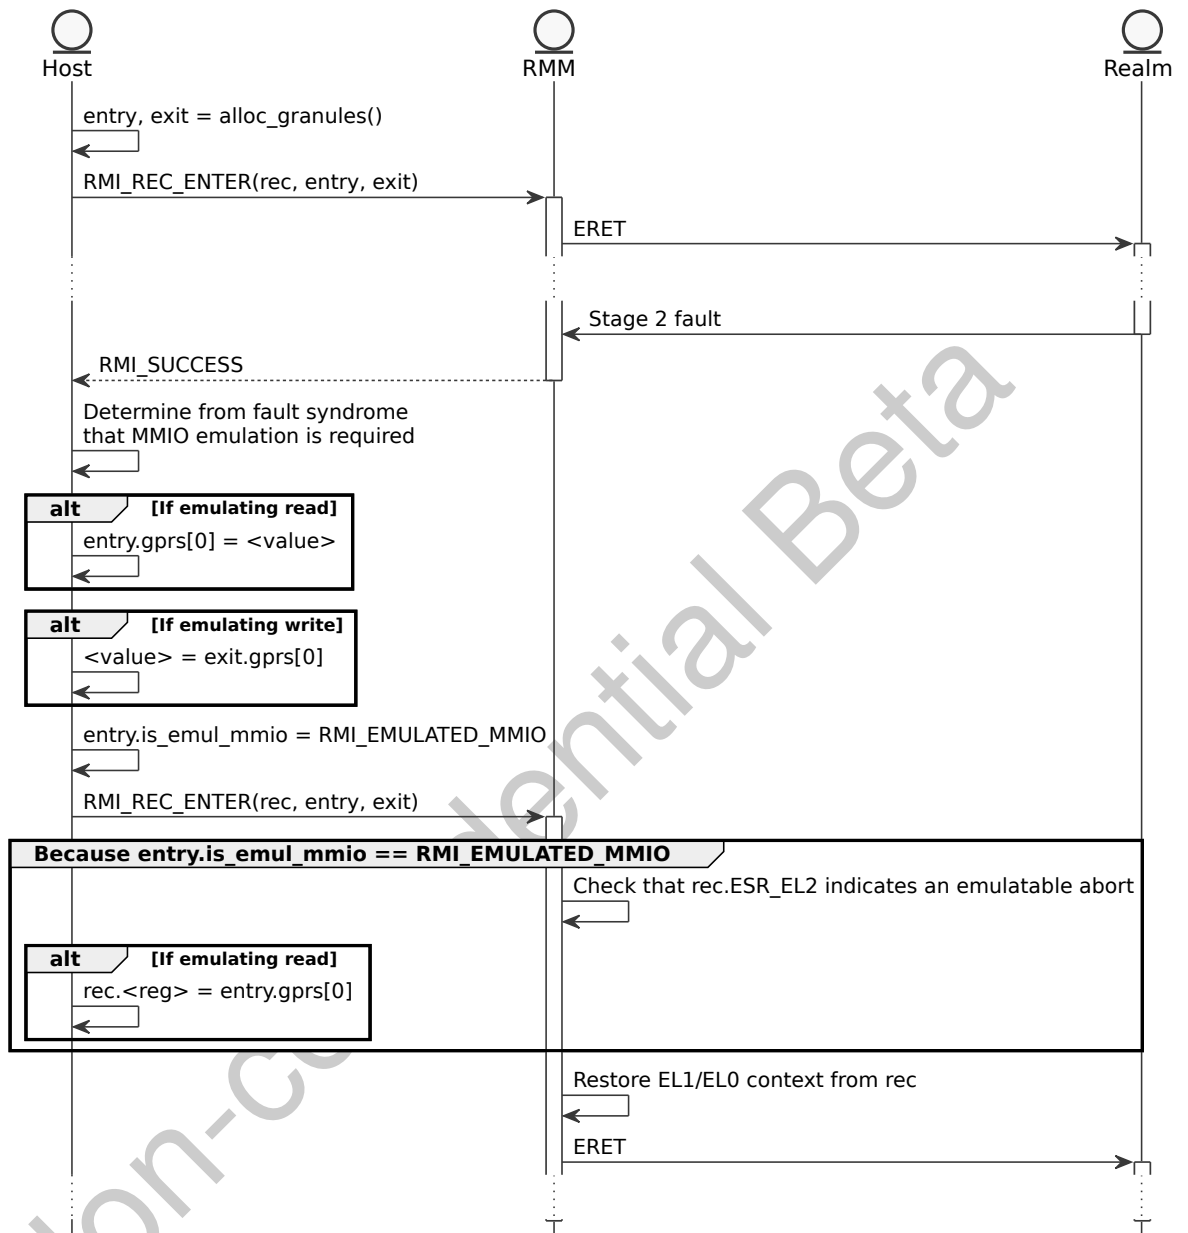 Host
RMM
Realm
entry, exit = alloc_granules()
RMI_REC_ENTER(rec, entry, exit)
ERET
Stage 2 fault
RMI_SUCCESS
Determine from fault syndrome
that MMIO emulation is required
alt [If emulating read]
entry.gprs[0] = <value>
alt [If emulating write]
<value> = exit.gprs[0]
entry.is_emul_mmio = RMI_EMULATED_MMIO
RMI_REC_ENTER(rec, entry, exit)
Because entry.is_emul_mmio == RMI_EMULATED_MMIO
Check that rec.ESR_EL2 indicates an emulatable abort
alt [If emulating read]
rec.<reg> = entry.gprs[0]
Restore EL1/EL0 context from rec
ERET
on-co dential Beta